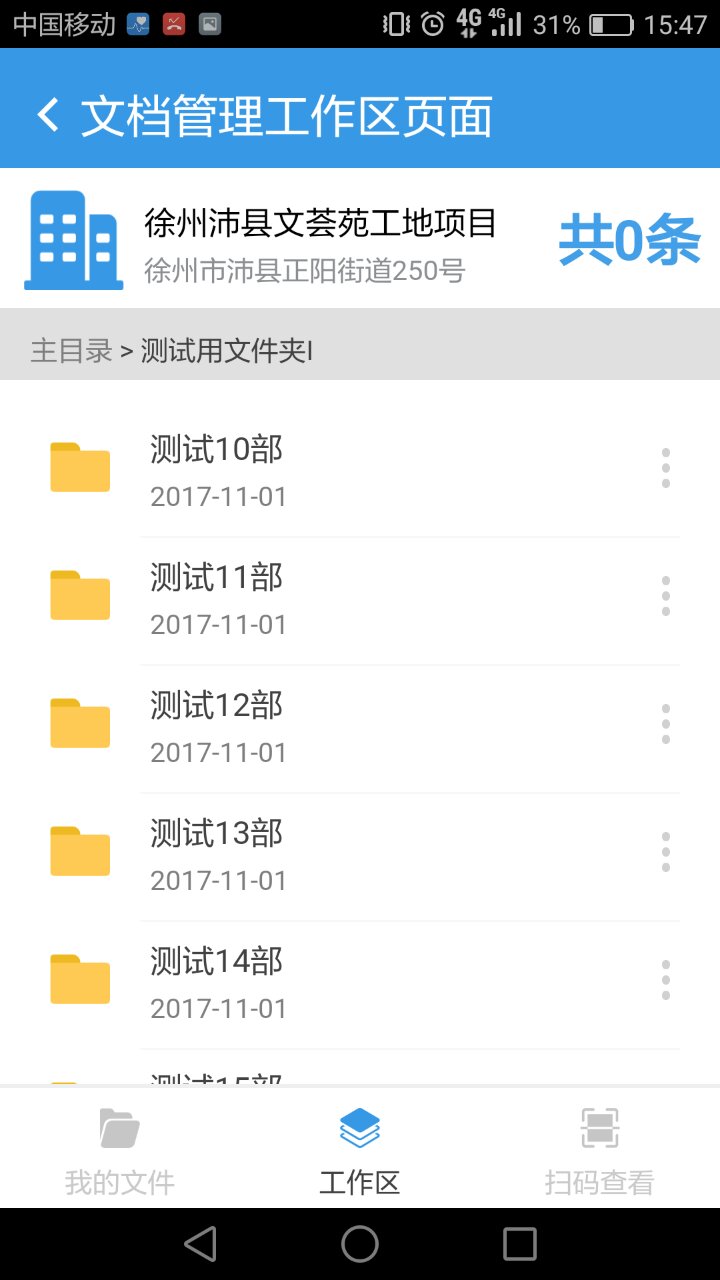 中国移动 4G 4G 31% 15:47
文档管理工作区页面
徐州沛县文荟苑工地项目
徐州市沛县正阳街道250号
共0条
主目录 > 测试用文件夹I
测试10部
2017-11-01
测试11部
2017-11-01
测试12部
2017-11-01
测试13部
2017-11-01
测试14部
2017-11-01
测试15部
我的文件 工作区 扫码查看